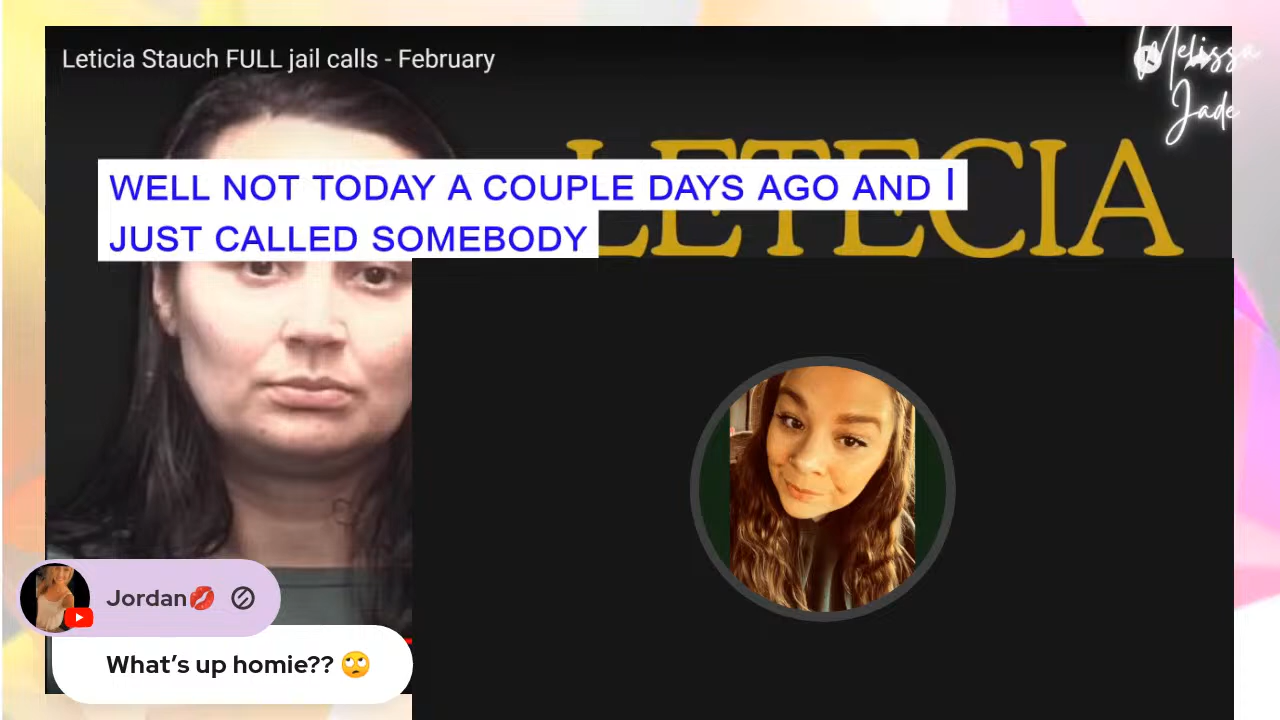 Leticia Stauch FULL jail calls - February
Melissa
Jade
LETECIA
WELL NOT TODAY A COUPLE DAYS AGO AND I
JUST CALLED SOMEBODY
Jordan💋
What's up homie?? 🙄